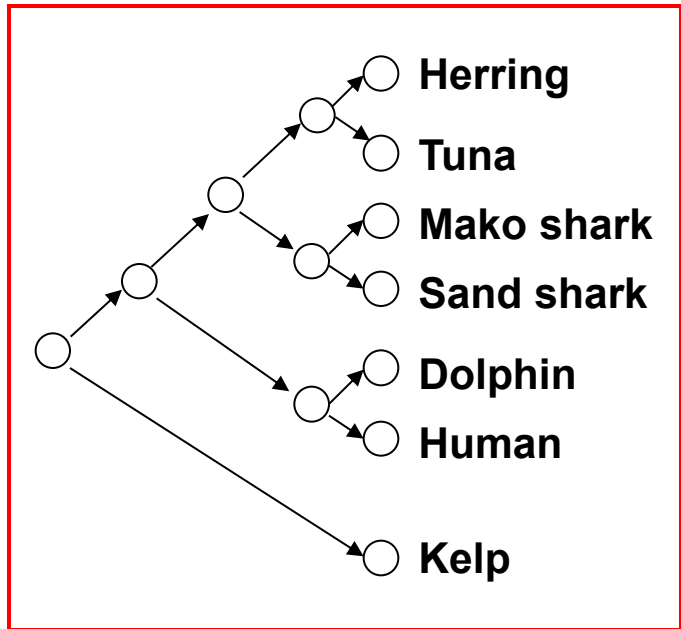 Herring
Tuna
Mako shark
Sand shark
Dolphin
Human
Kelp